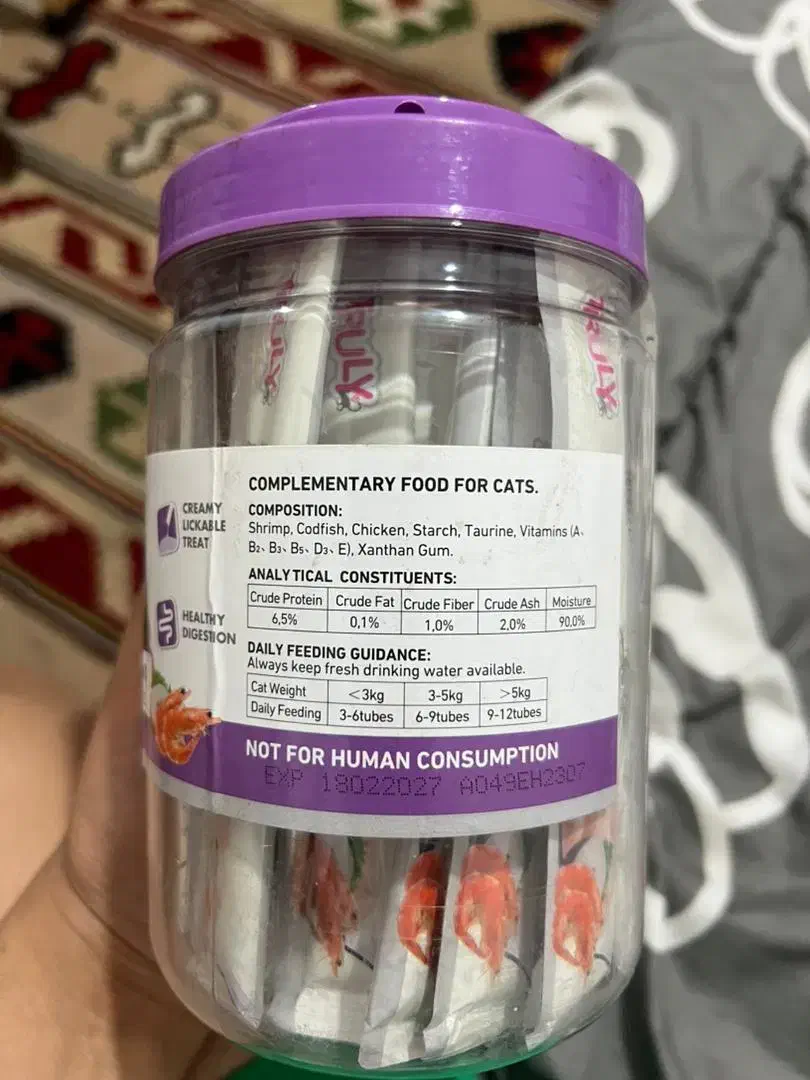 TRULY
TRULY
TRULY
CREAMY
LICKABLE
TREAT
HEALTHY
DIGESTION
COMPLEMENTARY FOOD FOR CATS.
COMPOSITION:
Shrimp, Codfish, Chicken, Starch, Taurine, Vitamins (A、
B₂、B₃、B₅、D₃、E), Xanthan Gum.
ANALYTICAL CONSTITUENTS:
Crude Protein Crude Fat Crude Fiber Crude Ash Moisture
6,5% 0,1% 1,0% 2.0% 90,0%
DAILY FEEDING GUIDANCE:
Always keep fresh drinking water available.
Cat Weight <3kg 3-5kg >5kg
Daily Feeding 3-6tubes 6-9tubes 9-12tubes
NOT FOR HUMAN CONSUMPTION
EXP 18022027 A049EH2307